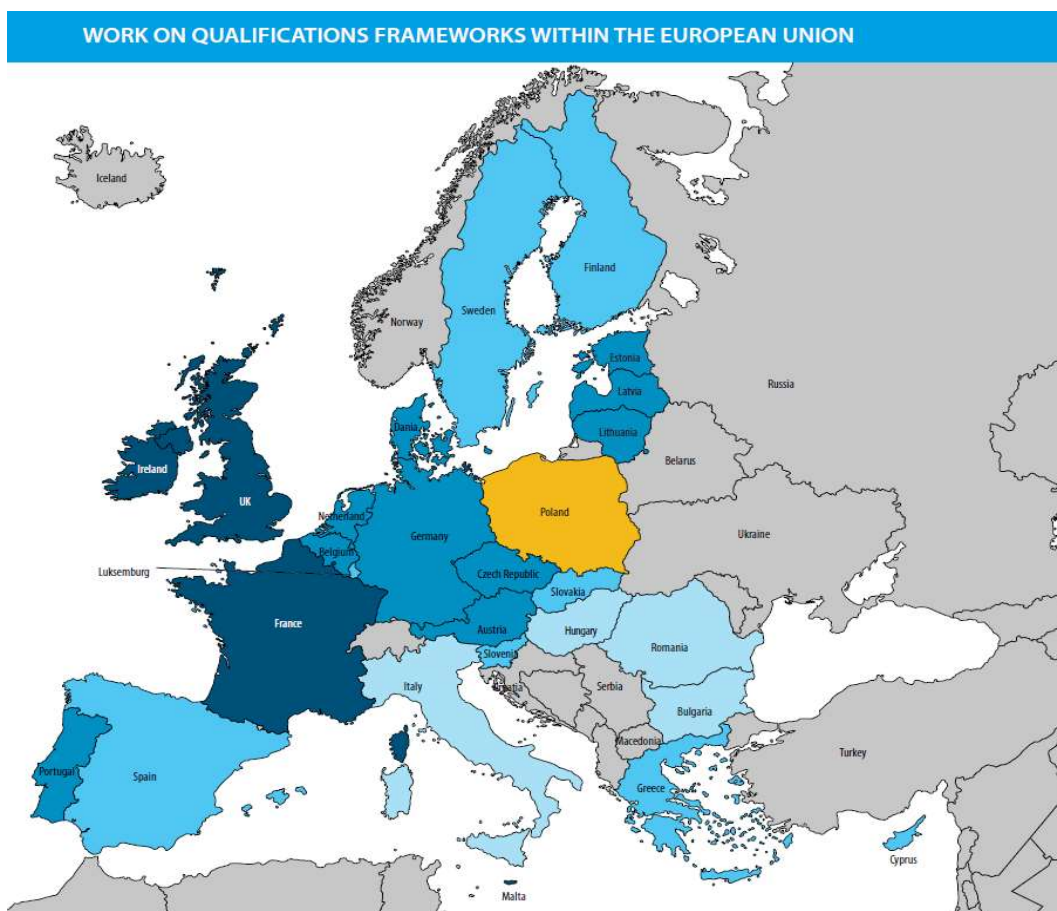 WORK ON QUALIFICATIONS FRAMEWORKS WITHIN THE EUROPEAN UNION
Iceland
Finland
Sweden
Norway
Estonia
Russia
Latvia
Dania
Lithuania
Belarus
Ireland
UK
Netherland
Poland
Germany
Ukraine
Belgium
Luksemburg
Czech Republic
Slovakia
France
Austria
Hungary
Romania
Slovenia
Italy
Croatia
Serbia
Bulgaria
Macedonia
Turkey
Portugal
Spain
Greece
Cyprus
Malta